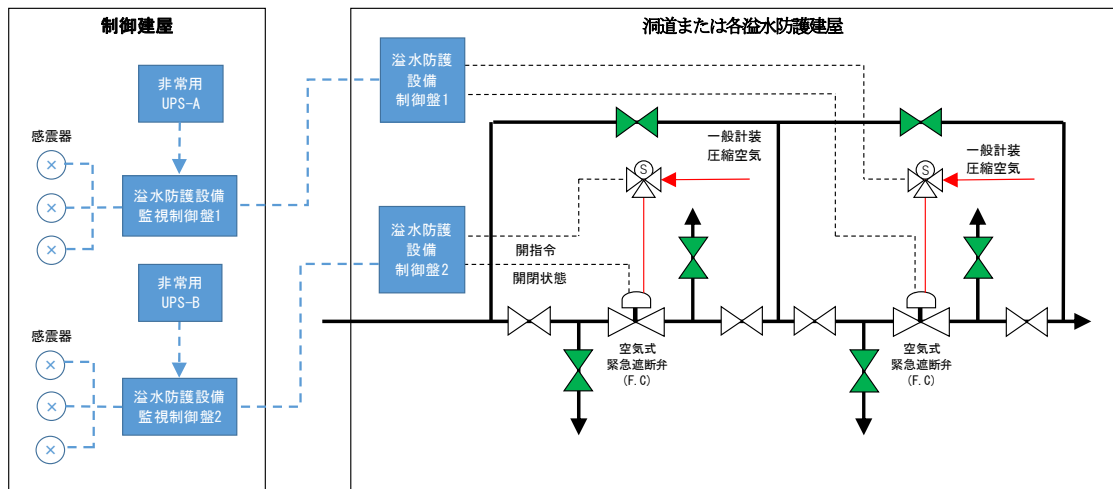 制御建屋
非常用
UPS-A
感震器
溢水防護設備
監視制御盤1
非常用
UPS-B
感震器
溢水防護設備
監視制御盤2
洞道または各溢水防護建屋
溢水防護
設備
制御盤1
溢水防護
設備
制御盤2
開指令
開閉状態
S
一般計装
圧縮空気
S
一般計装
圧縮空気
空気式
緊急遮断弁
(F.C)
空気式
緊急遮断弁
(F.C)